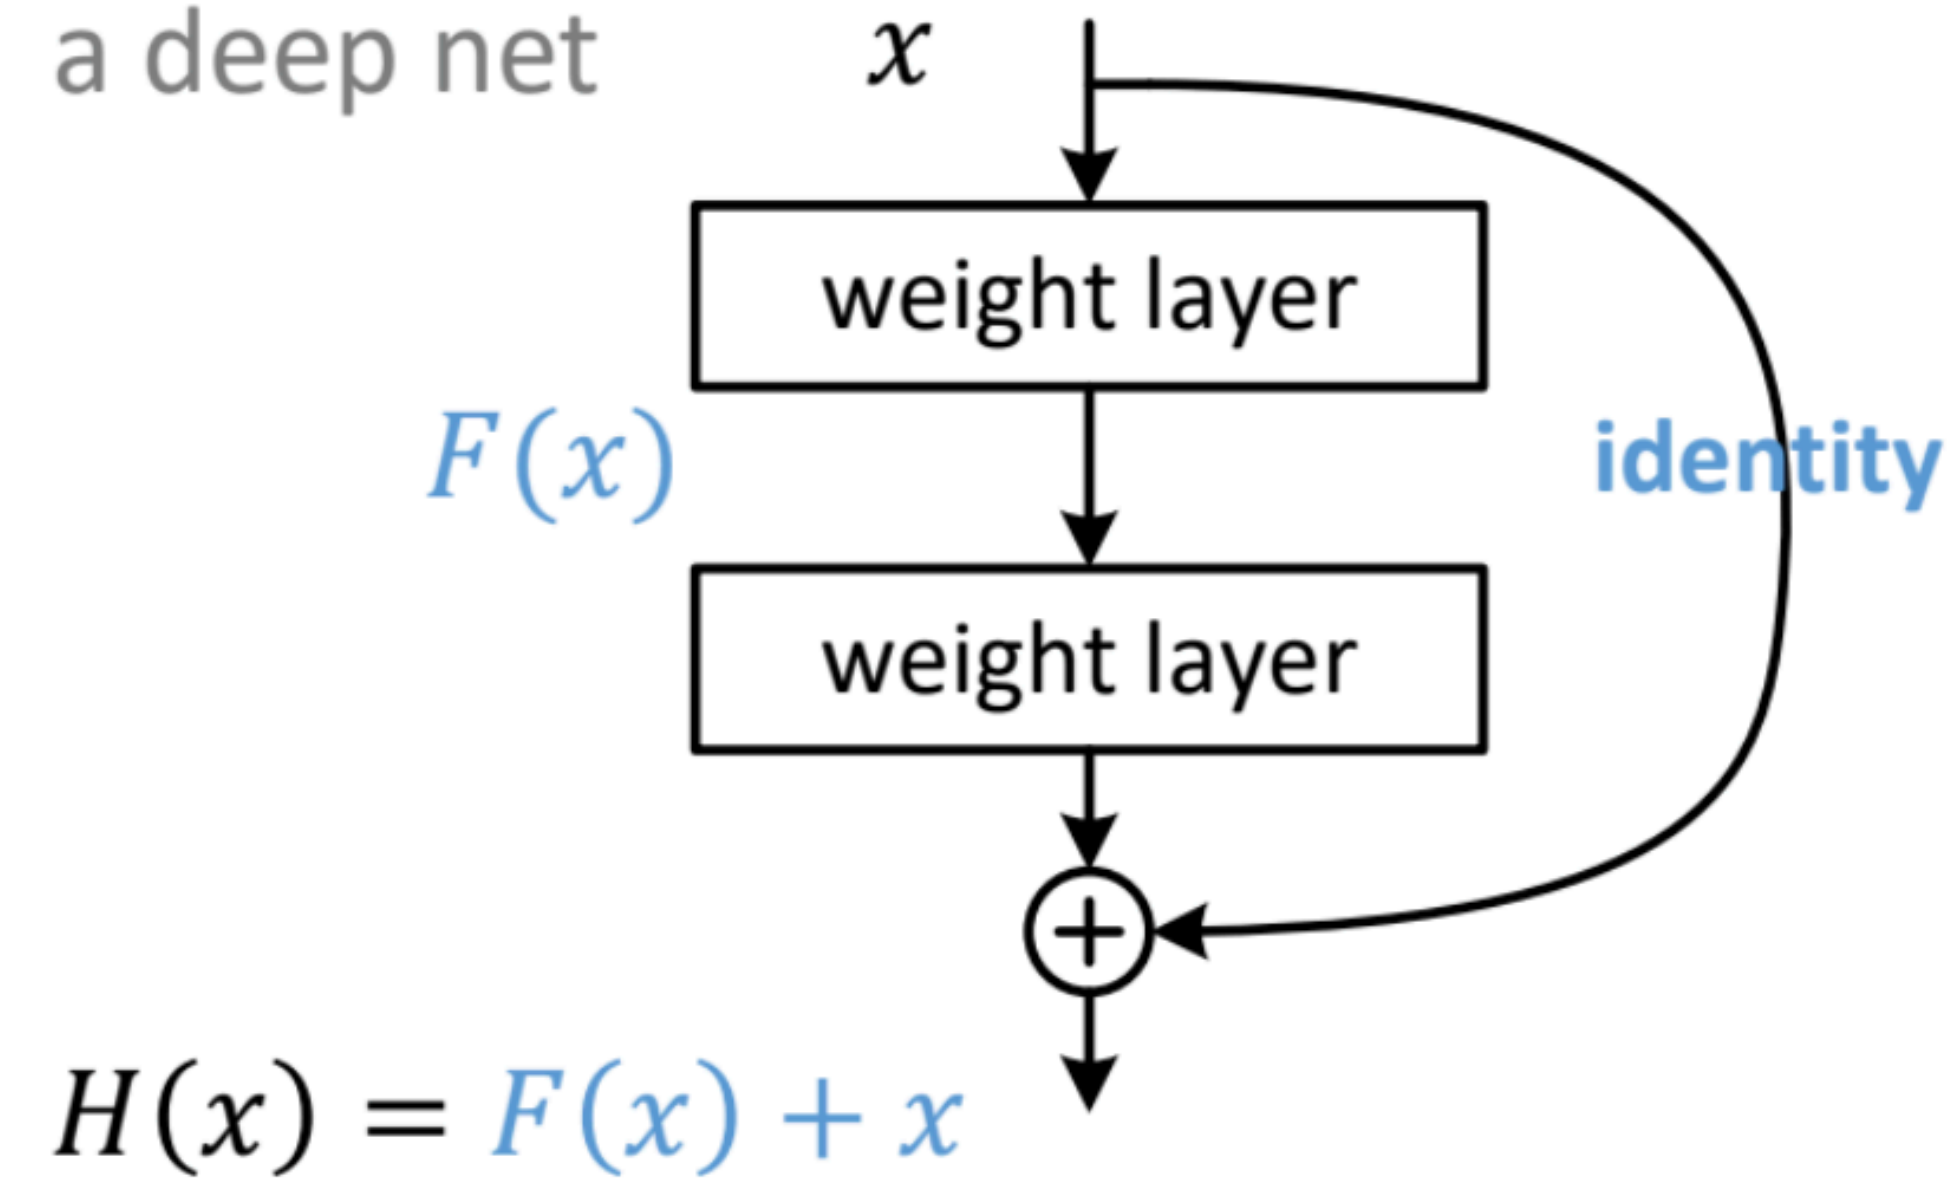 a deep net
x
weight layer
F(x)
identity
weight layer
+
H(x) = F(x) + x